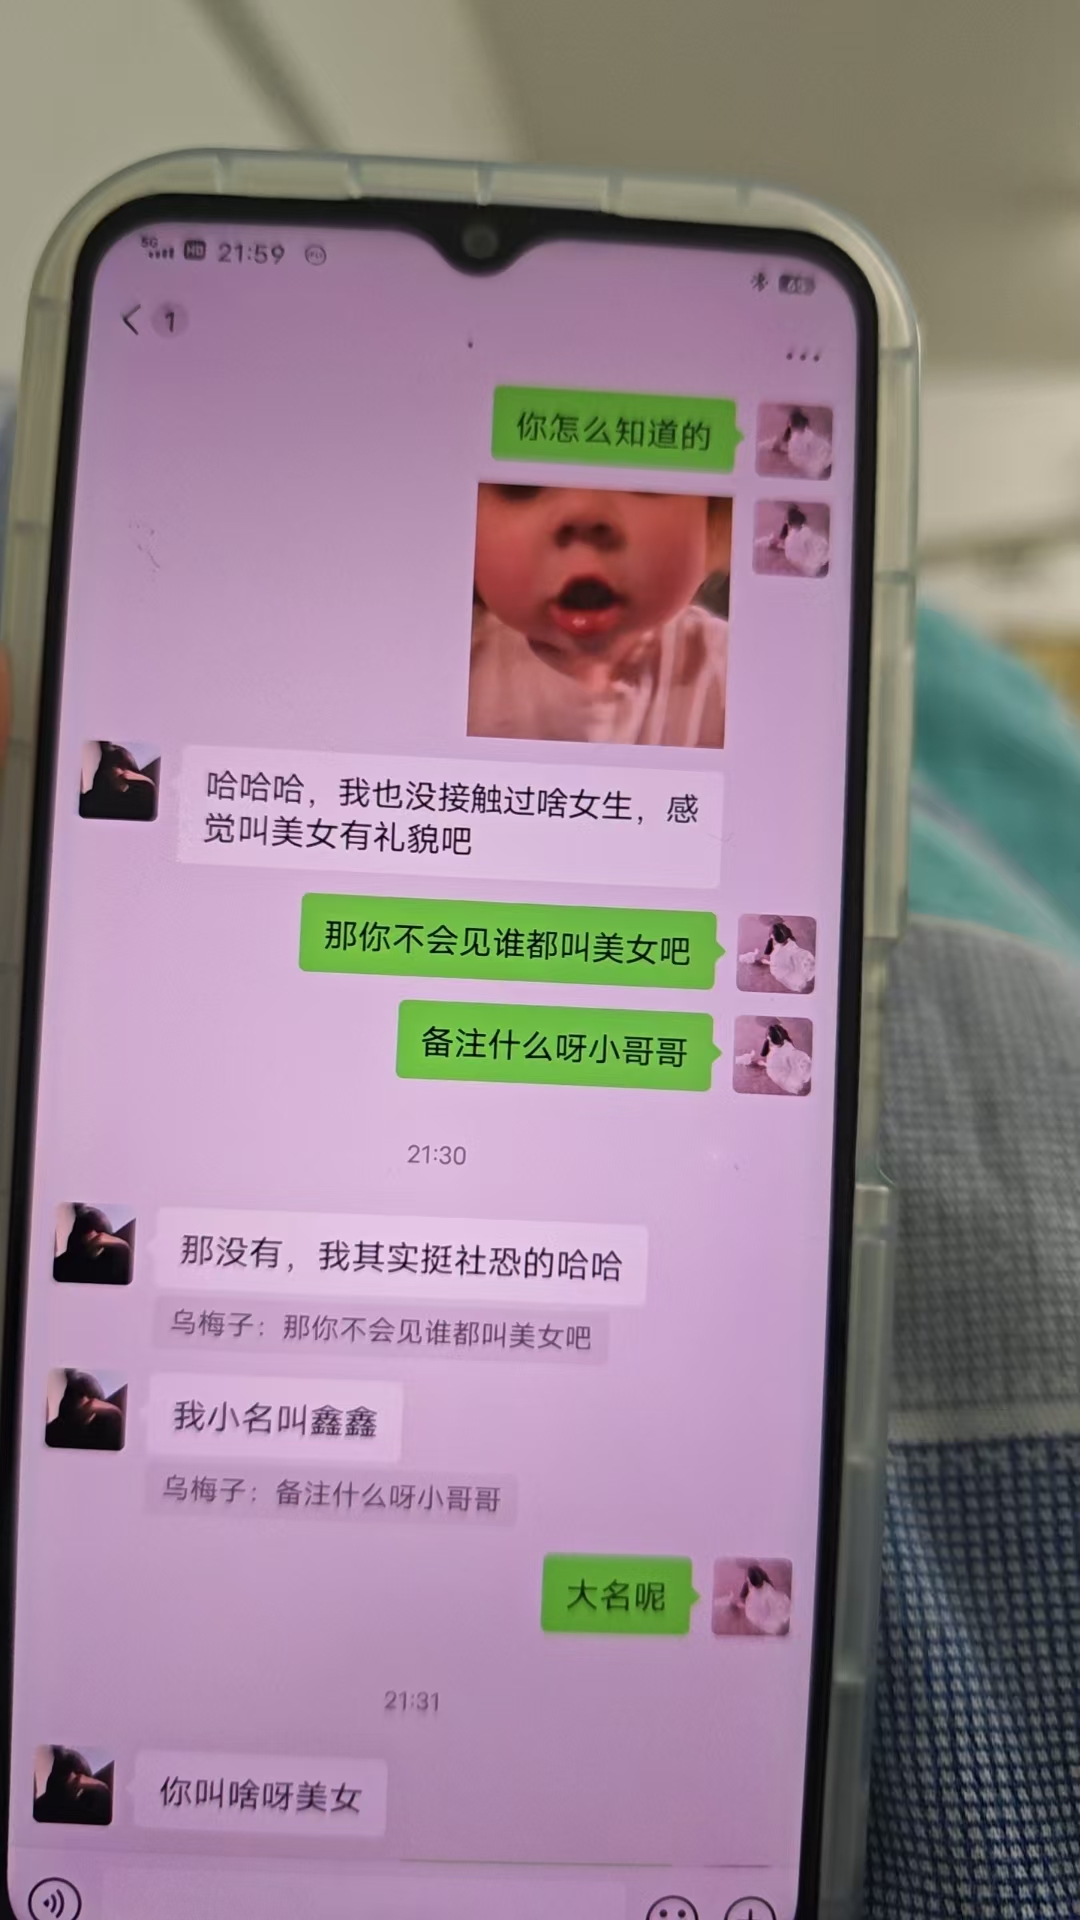 5G HD 21:59
1
你怎么知道的
哈哈哈，我也没接触过啥女生，感
觉叫美女有礼貌吧
那你不会见谁都叫美女吧
备注什么呀小哥哥
21:30
那没有，我其实挺社恐的哈哈
乌梅子：那你不会见谁都叫美女吧
我小名叫鑫鑫
乌梅子：备注什么呀小哥哥
大名呢
21:31
你叫啥呀美女